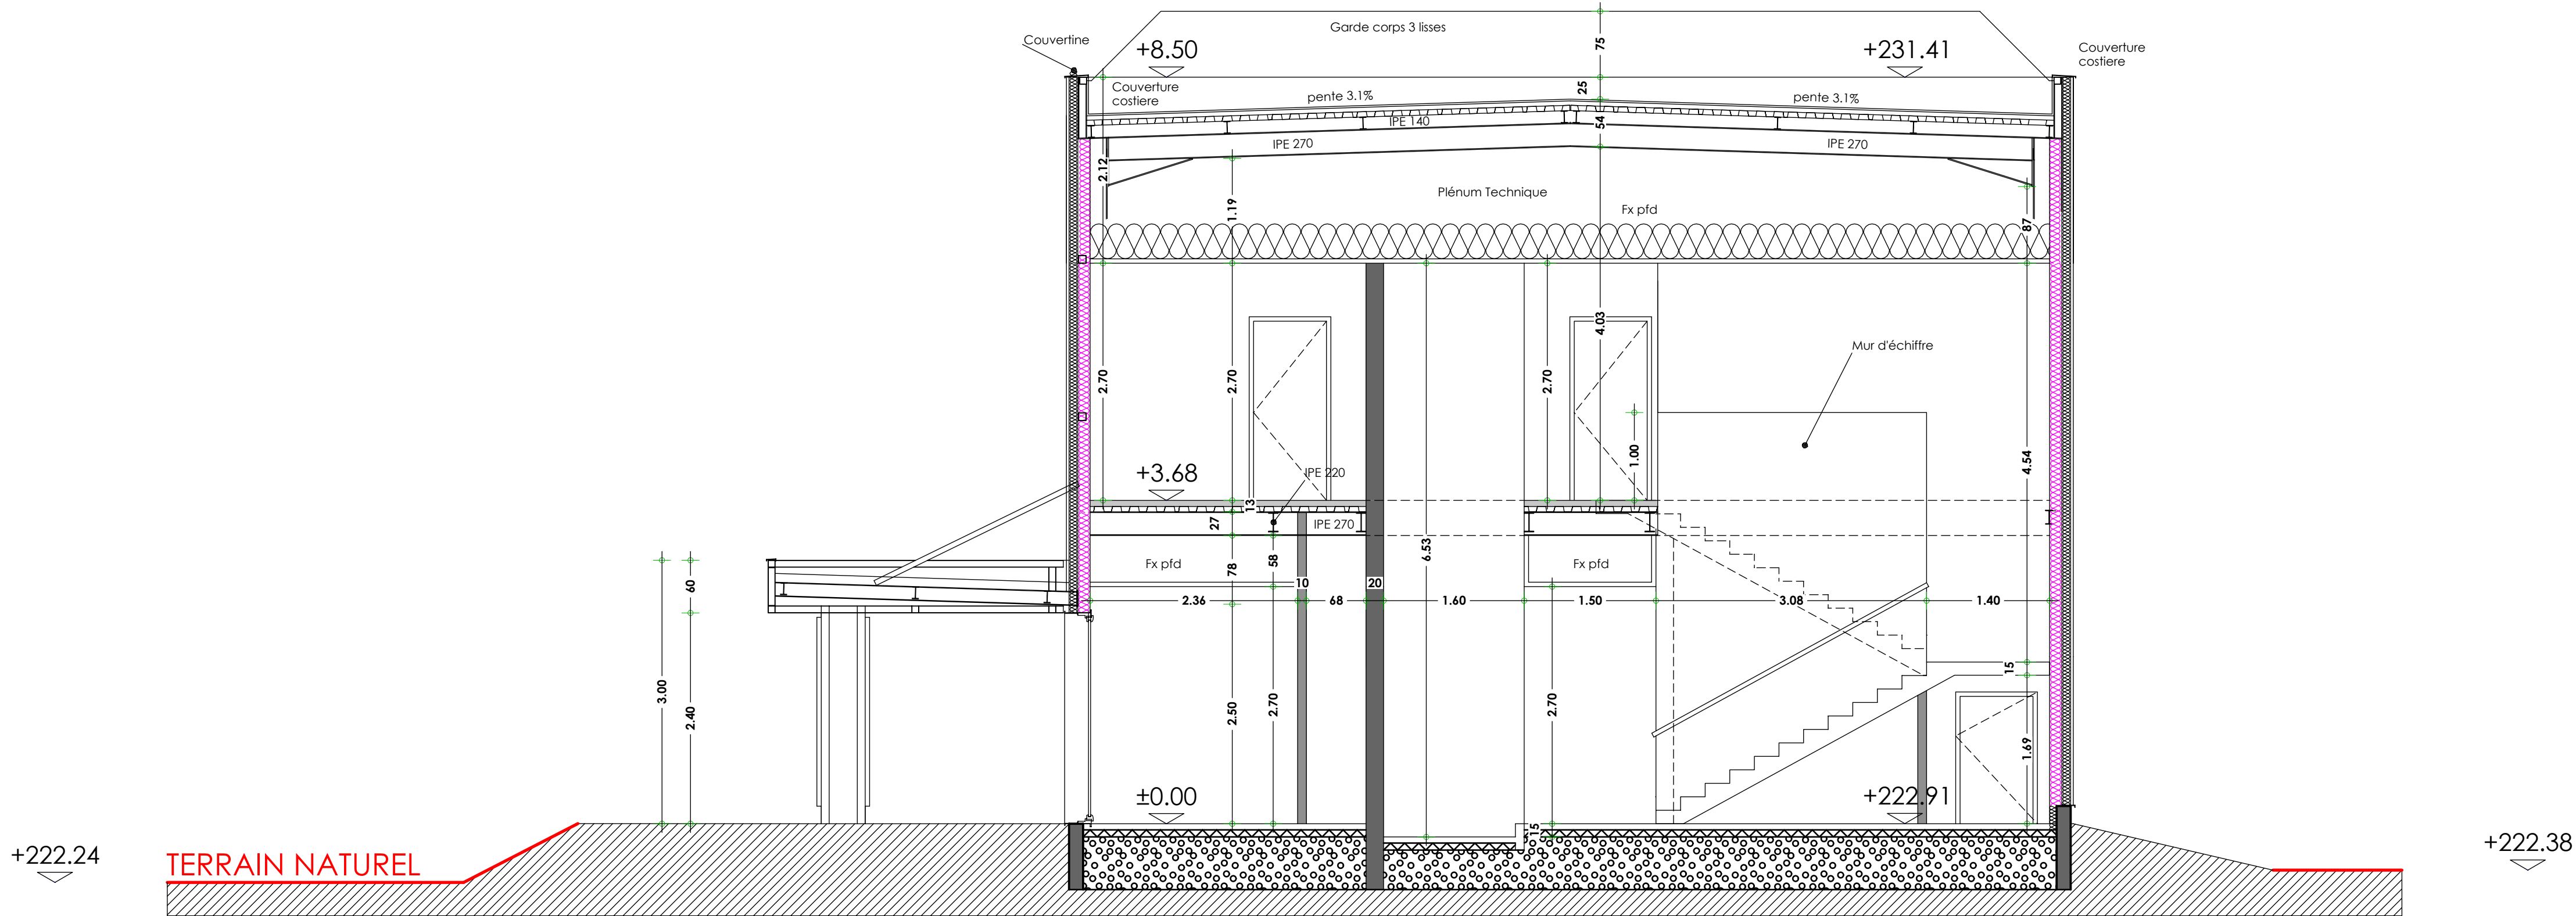 Garde corps 3 lisses
Couvertine
+8.50
75
+231.41
Couverture
costiere
Couverture
costiere
25
pente 3.1%
pente 3.1%
IPE 140
54
IPE 270
IPE 270
2.12
Plénum Technique
1.19
Fx pfd
87
4.03
Mur d'échiffre
2.70
2.70
2.70
1.00
4.54
+3.68
IPE 220
13
27
IPE 270
6.53
78
58
Fx pfd
Fx pfd
60
10
20
2.36
68
1.60
1.50
3.08
1.40
15
3.00
2.40
2.50
2.70
2.70
1.69
±0.00
+222.91
15
+222.24
TERRAIN NATUREL
+222.38